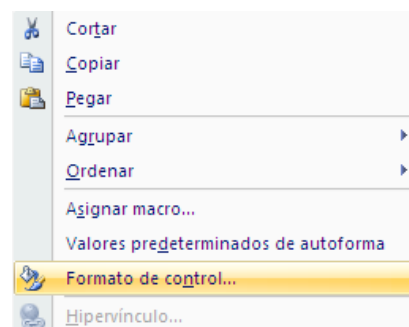 Cortar
Copiar
Pegar
Agrupar
Ordenar
Asignar macro...
Valores predeterminados de autoforma
Formato de control...
Hipervínculo...